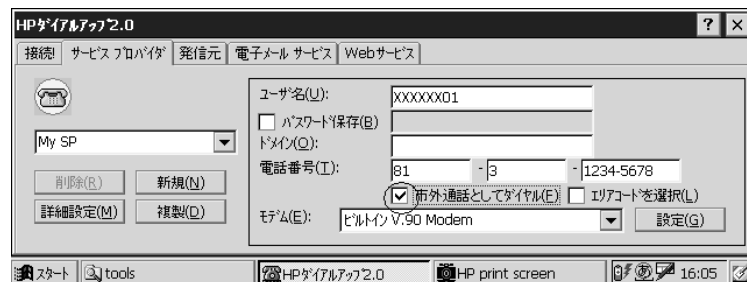 HPﾀﾞｲｱﾙｱｯﾌﾟ2.0 ? ×
接続! ｻｰﾋﾞｽ ﾌﾟﾛﾊﾞｲﾀﾞ 発信元 電子ﾒｰﾙ ｻｰﾋﾞｽ Webｻｰﾋﾞｽ
ﾕｰｻﾞ名(U): XXXXXX01
ﾊﾟｽﾜｰﾄﾞ保存(B)
My SP
ﾄﾞﾒｲﾝ(O):
電話番号(T): 81 - 3 - 1234-5678
削除(R) 新規(N)
市外通話としてﾀﾞｲﾔﾙ(F) ｴﾘｱｺｰﾄﾞを選択(L)
詳細設定(M) 複製(D)
ﾓﾃﾞﾑ(E): ﾋﾞﾙﾄｲﾝ V.90 Modem 設定(G)
ｽﾀｰﾄ tools HPﾀﾞｲｱﾙｱｯﾌﾟ2.0 HP print screen あ 16:05